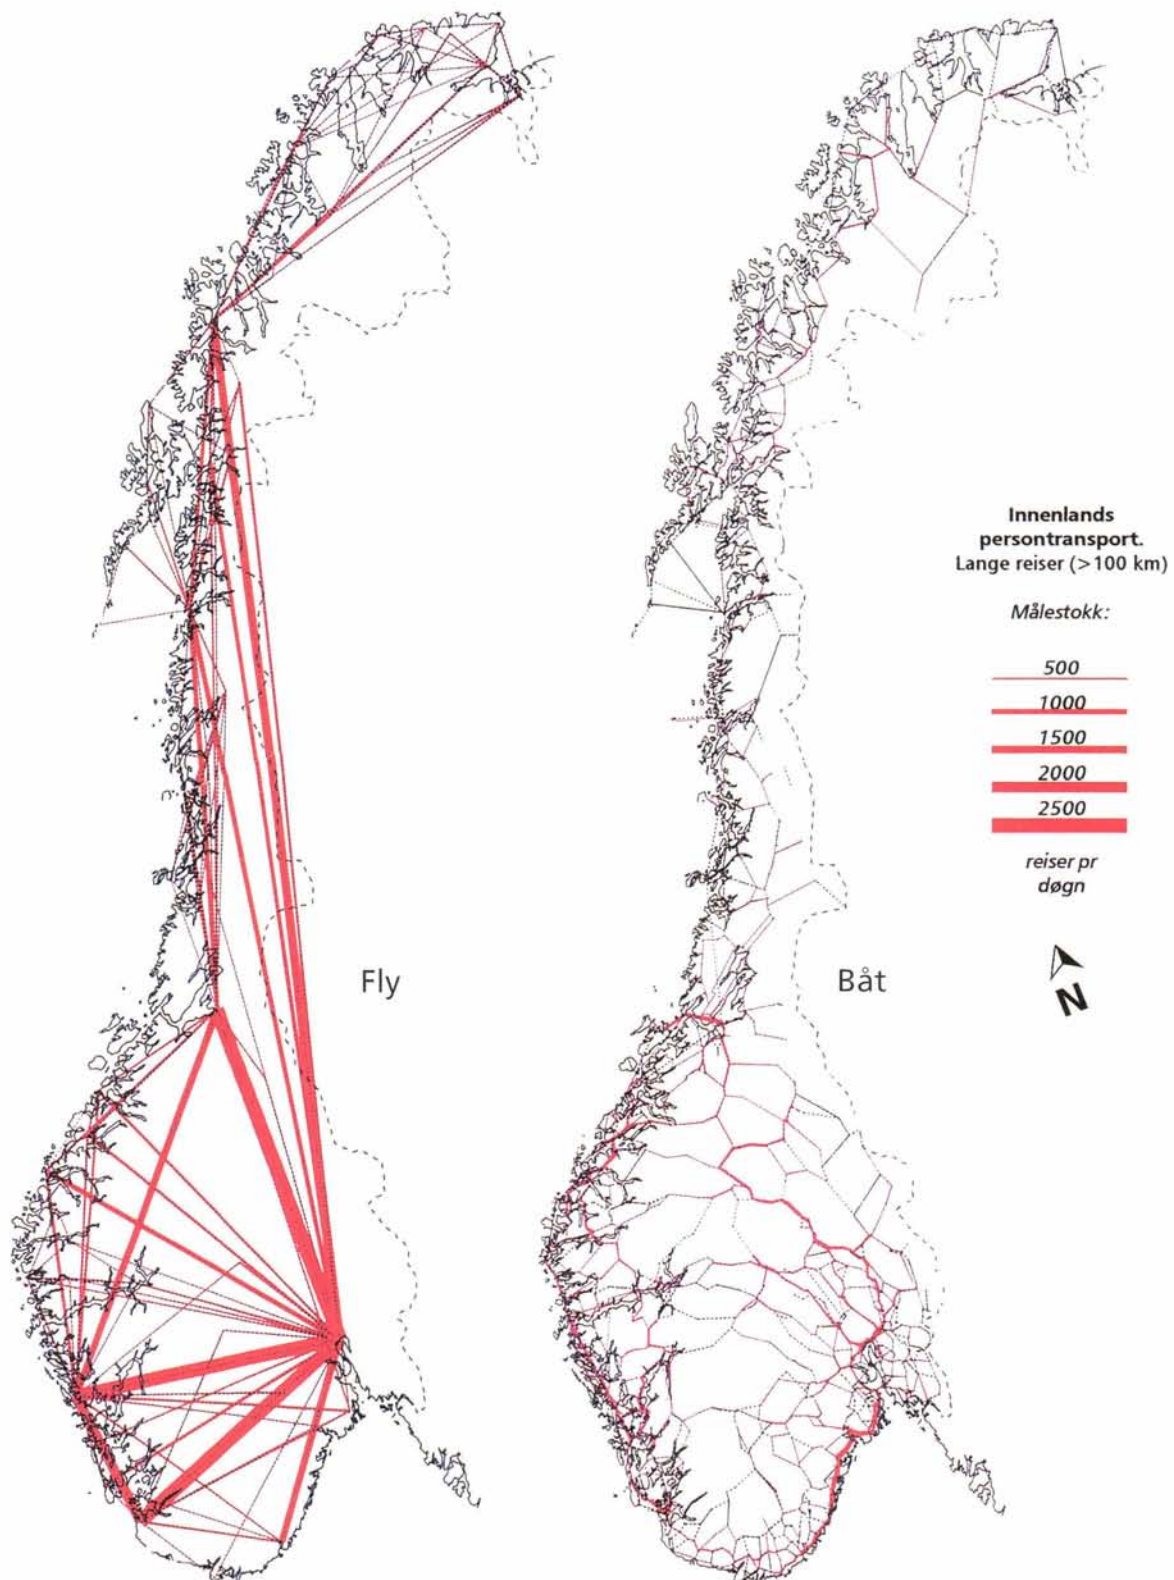 Innenlands
persontransport.
Lange reiser (>100 km)
Målestokk:
500
1000
1500
2000
2500
reiser pr
døgn
N
Fly
Båt